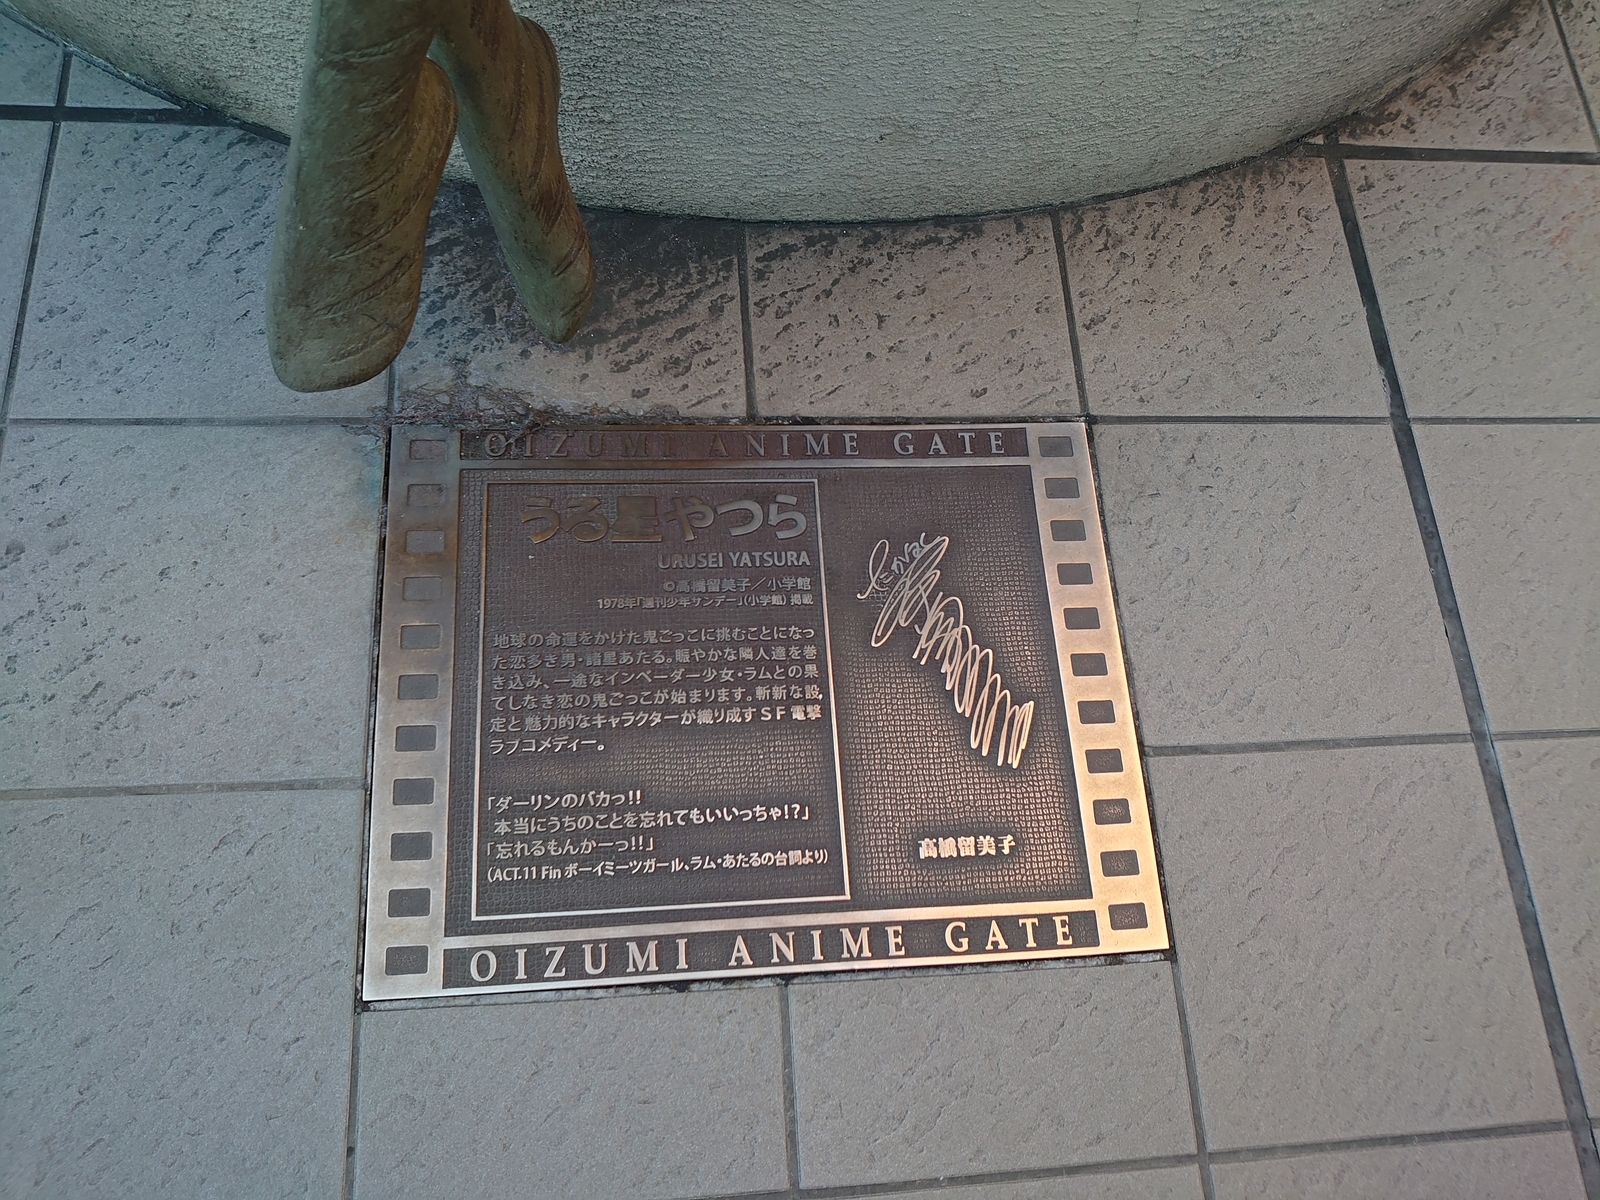 OIZUMI ANIME GATE
うる星やつら
URUSEI YATSURA
©高橋留美子／小学館
1978年「週刊少年サンデー」(小学館) 掲載
地球の命運をかけた鬼ごっこに挑むことになっ
た恋多き男・諸星あたる。賑やかな隣人達を巻
き込み、一途なインベーダー少女・ラムとの果
てしなき恋の鬼ごっこが始まります。斬新な設
定と魅力的なキャラクターが織り成すＳＦ電撃
ラブコメディー。
「ダーリンのバカっ!!
本当にうちのことを忘れてもいいっちゃ!?」
「忘れるもんかーっ!!」
(ACT.11 Fin ボーイミーツガール、ラム・あたるの台詞より)
高橋留美子
OIZUMI ANIME GATE